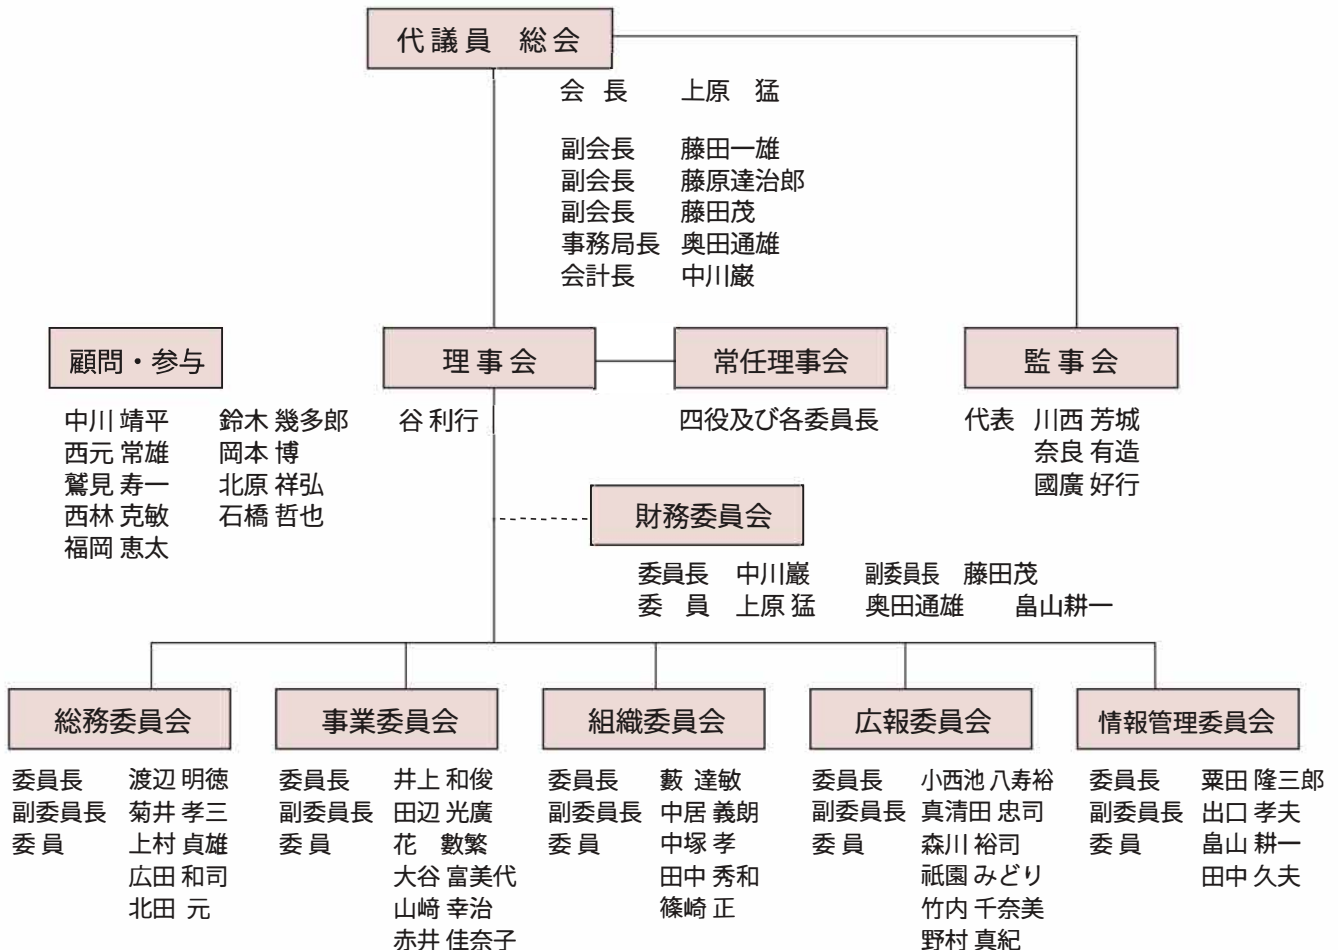 代議員 総会
会 長 上原 猛
副会長 藤田一雄
副会長 藤原達治郎
副会長 藤田茂
事務局長 奥田通雄
会計長 中川巌
顧問・参与
中川 靖平 鈴木 幾多郎
西元 常雄 岡本 博
鷲見 寿一 北原 祥弘
西林 克敏 石橋 哲也
福岡 恵太
理事会
谷 利行
常任理事会
四役及び各委員長
監事会
代表 川西 芳城
奈良 有造
國廣 好行
財務委員会
委員長 中川巖 副委員長 藤田茂
委 員 上原 猛 奥田通雄 畠山耕一
総務委員会
委員長 渡辺 明徳
副委員長 菊井 孝三
委 員 上村 貞雄
広田 和司
北田 元
事業委員会
委員長 井上 和俊
副委員長 田辺 光廣
委 員 花 數繁
大谷 富美代
山﨑 幸治
赤井 佳奈子
組織委員会
委員長 藪 達敏
副委員長 中居 義朗
委 員 中塚 孝
田中 秀和
篠崎 正
広報委員会
委員長 小西池 八寿裕
副委員長 真清田 忠司
委 員 森川 裕司
祇園 みどり
竹内 千奈美
野村 真紀
情報管理委員会
委員長 粟田 隆三郎
副委員長 出口 孝夫
委 員 畠山 耕一
田中 久夫